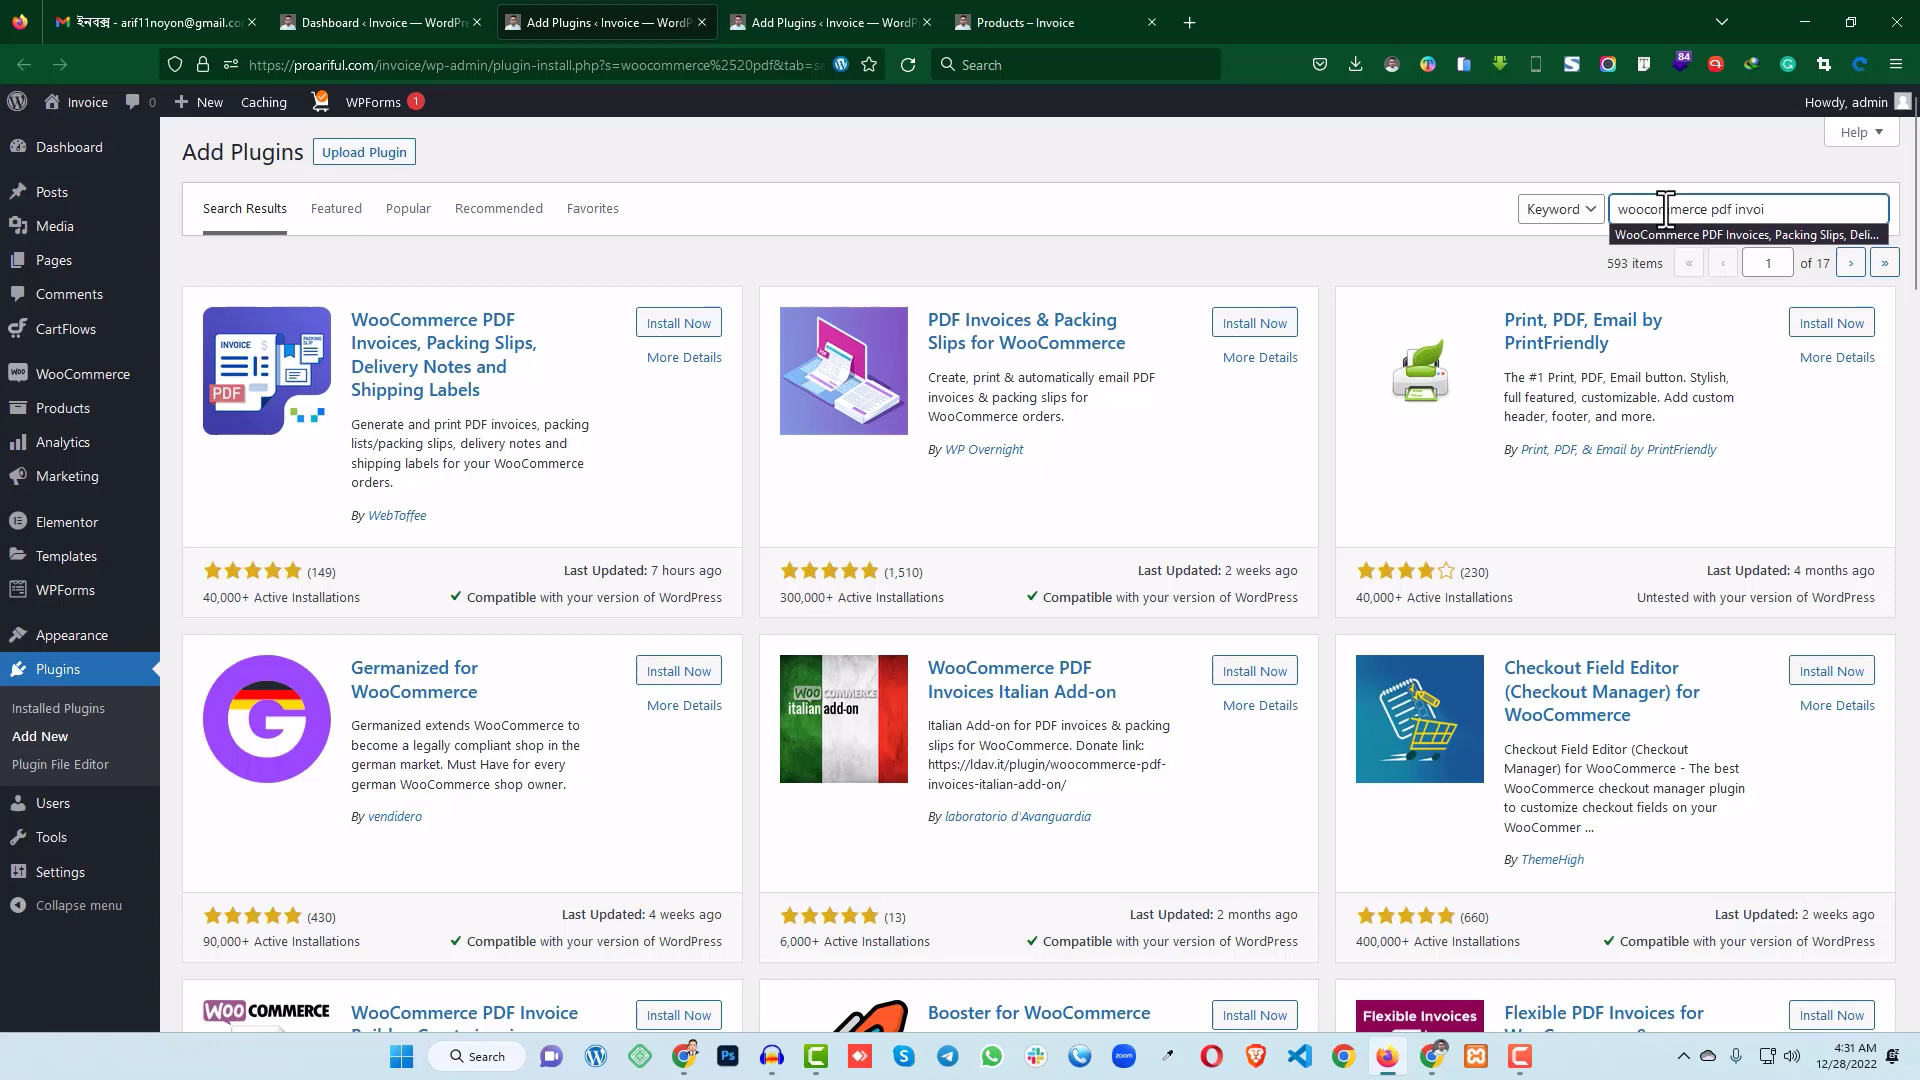 ইনবক্স - arif11noyon@gmail.co
Dashboard ‹ Invoice — WordPre
Add Plugins ‹ Invoice — WordP
Add Plugins ‹ Invoice — WordP
Products – Invoice
https://proariful.com/invoice/wp-admin/plugin-install.php?s=woocommerce%2520pdf&tab=se
Search
84
Invoice
0
New
Caching
WPForms
1
Howdy, admin
Dashboard
Posts
Media
Pages
Comments
CartFlows
WooCommerce
Products
Analytics
Marketing
Elementor
Templates
WPForms
Appearance
Plugins
Installed Plugins
Add New
Plugin File Editor
Users
Tools
Settings
Collapse menu
Help
Add Plugins
Upload Plugin
Search Results
Featured
Popular
Recommended
Favorites
Keyword
woocommerce pdf invoi
WooCommerce PDF Invoices, Packing Slips, Deli...
593 items
«
‹
1
of 17
›
»
INVOICE $
PACKING SLIP
PDF
WooCommerce PDF
Invoices, Packing Slips,
Delivery Notes and
Shipping Labels
Install Now
More Details
Generate and print PDF invoices, packing
lists/packing slips, delivery notes and
shipping labels for your WooCommerce
orders.
By WebToffee
(149)
Last Updated: 7 hours ago
40,000+ Active Installations
Compatible with your version of WordPress
PDF Invoices & Packing
Slips for WooCommerce
Install Now
More Details
Create, print & automatically email PDF
invoices & packing slips for
WooCommerce orders.
By WP Overnight
(1,510)
Last Updated: 2 weeks ago
300,000+ Active Installations
Compatible with your version of WordPress
Print, PDF, Email by
PrintFriendly
Install Now
More Details
The #1 Print, PDF, Email button. Stylish,
full featured, customizable. Add custom
header, footer, and more.
By Print, PDF, & Email by PrintFriendly
(230)
Last Updated: 4 months ago
40,000+ Active Installations
Untested with your version of WordPress
G
Germanized for
WooCommerce
Install Now
More Details
Germanized extends WooCommerce to
become a legally compliant shop in the
german market. Must Have for every
german WooCommerce shop owner.
By vendidero
(430)
Last Updated: 4 weeks ago
90,000+ Active Installations
Compatible with your version of WordPress
WOO COMMERCE
italian add-on
WooCommerce PDF
Invoices Italian Add-on
Install Now
More Details
Italian Add-on for PDF invoices & packing
slips for WooCommerce. Donate link:
https://ldav.it/plugin/woocommerce-pdf-
invoices-italian-add-on/
By laboratorio d'Avanguardia
(13)
Last Updated: 2 months ago
6,000+ Active Installations
Compatible with your version of WordPress
Checkout Field Editor
(Checkout Manager) for
WooCommerce
Install Now
More Details
Checkout Field Editor (Checkout
Manager) for WooCommerce - The best
WooCommerce checkout manager plugin
to customize checkout fields on your
WooCommer ...
By ThemeHigh
(660)
Last Updated: 2 weeks ago
400,000+ Active Installations
Compatible with your version of WordPress
WOO COMMERCE
WooCommerce PDF Invoice
Install Now
Booster for WooCommerce
Install Now
Flexible Invoices
Flexible PDF Invoices for
Install Now
Search
zoom
4:31 AM
12/28/2022